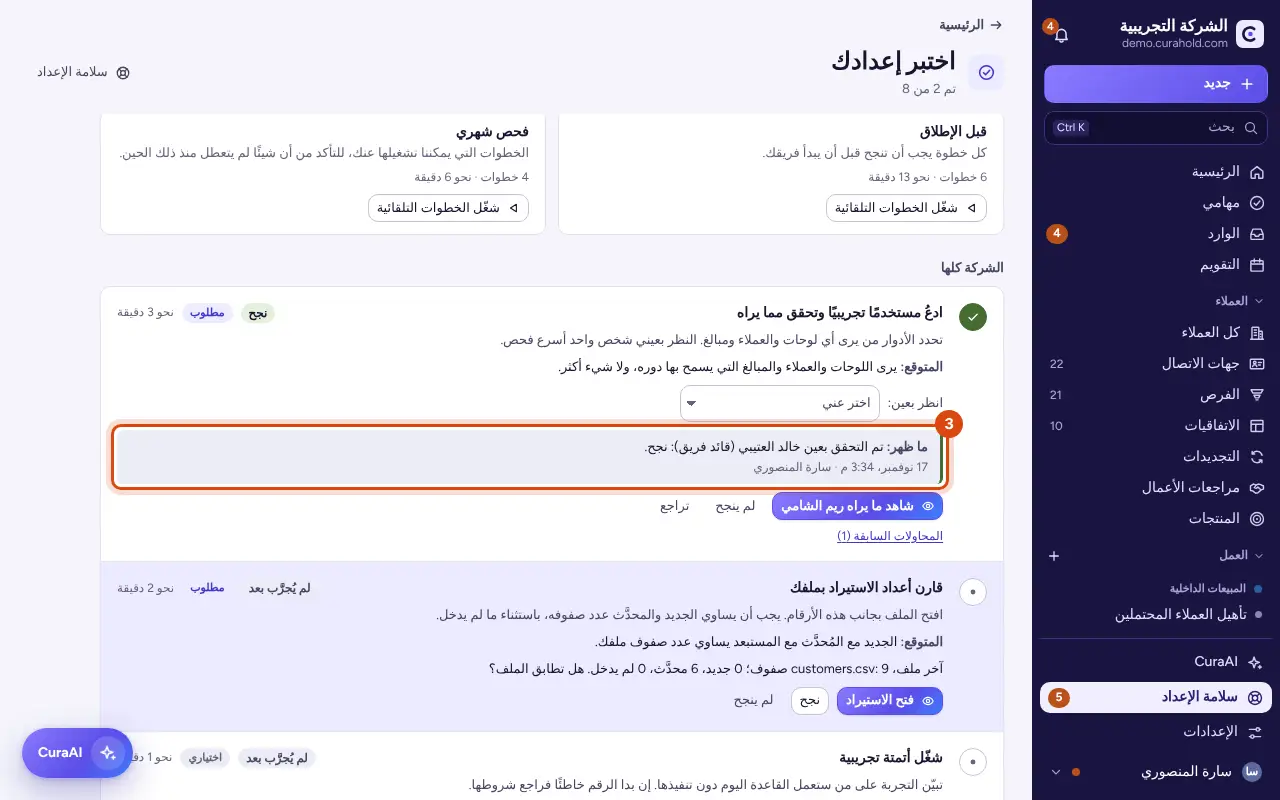 الشركة التجريبية
demo.curahold.com
4
جديد
بحث
Ctrl K
الرئيسية
مهامي
الوارد 4
التقويم
العملاء
كل العملاء
جهات الاتصال 22
الفرص 21
الاتفاقيات 10
التجديدات
مراجعات الأعمال
المنتجات
العمل
المبيعات الداخلية
تأهيل العملاء المحتملين
CuraAI
سلامة الإعداد 5
الإعدادات
سا سارة المنصوري
الرئيسية
اختبر إعدادك
تم 2 من 8
سلامة الإعداد
قبل الإطلاق
كل خطوة يجب أن تنجح قبل أن يبدأ فريقك.
6 خطوات · نحو 13 دقيقة
شغّل الخطوات التلقائية
فحص شهري
الخطوات التي يمكننا تشغيلها عنك، للتأكد من أن شيئًا لم يتعطل منذ ذلك الحين.
4 خطوات · نحو 6 دقيقة
شغّل الخطوات التلقائية
الشركة كلها
ادعُ مستخدمًا تجريبيًا وتحقق مما يراه
نجح مطلوب نحو 3 دقيقة
تحدد الأدوار من يرى أي لوحات والعملاء ومبالغ. النظر بعيني شخص واحد أسرع فحص.
المتوقع: يرى اللوحات والعملاء والمبالغ التي يسمح بها دوره، ولا شيء أكثر.
انظر بعين: اختر عني
3
ما ظهر: تم التحقق بعين خالد العتيبي (قائد فريق): نجح.
17 نوفمبر، 3:34 م · سارة المنصوري
شاهد ما يراه ريم الشامي لم ينجح تراجع
المحاولات السابقة (1)
قارن أعداد الاستيراد بملفك
لم يُجرَّب بعد مطلوب نحو 2 دقيقة
افتح الملف بجانب هذه الأرقام. يجب أن يساوي الجديد والمحدَّث عدد صفوفه، باستثناء ما لم يدخل.
المتوقع: الجديد مع المُحدَّث مع المستبعد يساوي عدد صفوف ملفك.
آخر ملف، customers.csv: 9 صفوف؛ 0 جديد، 6 محدَّث، 0 لم يدخل. هل تطابق الملف؟
فتح الاستيراد نجح لم ينجح
شغّل أتمتة تجريبية
لم يُجرَّب بعد اختياري نحو 1
تبيّن التجربة على من ستعمل القاعدة اليوم دون تنفيذها. إن بدا الرقم خاطئًا فراجع شروطها.
CuraAI